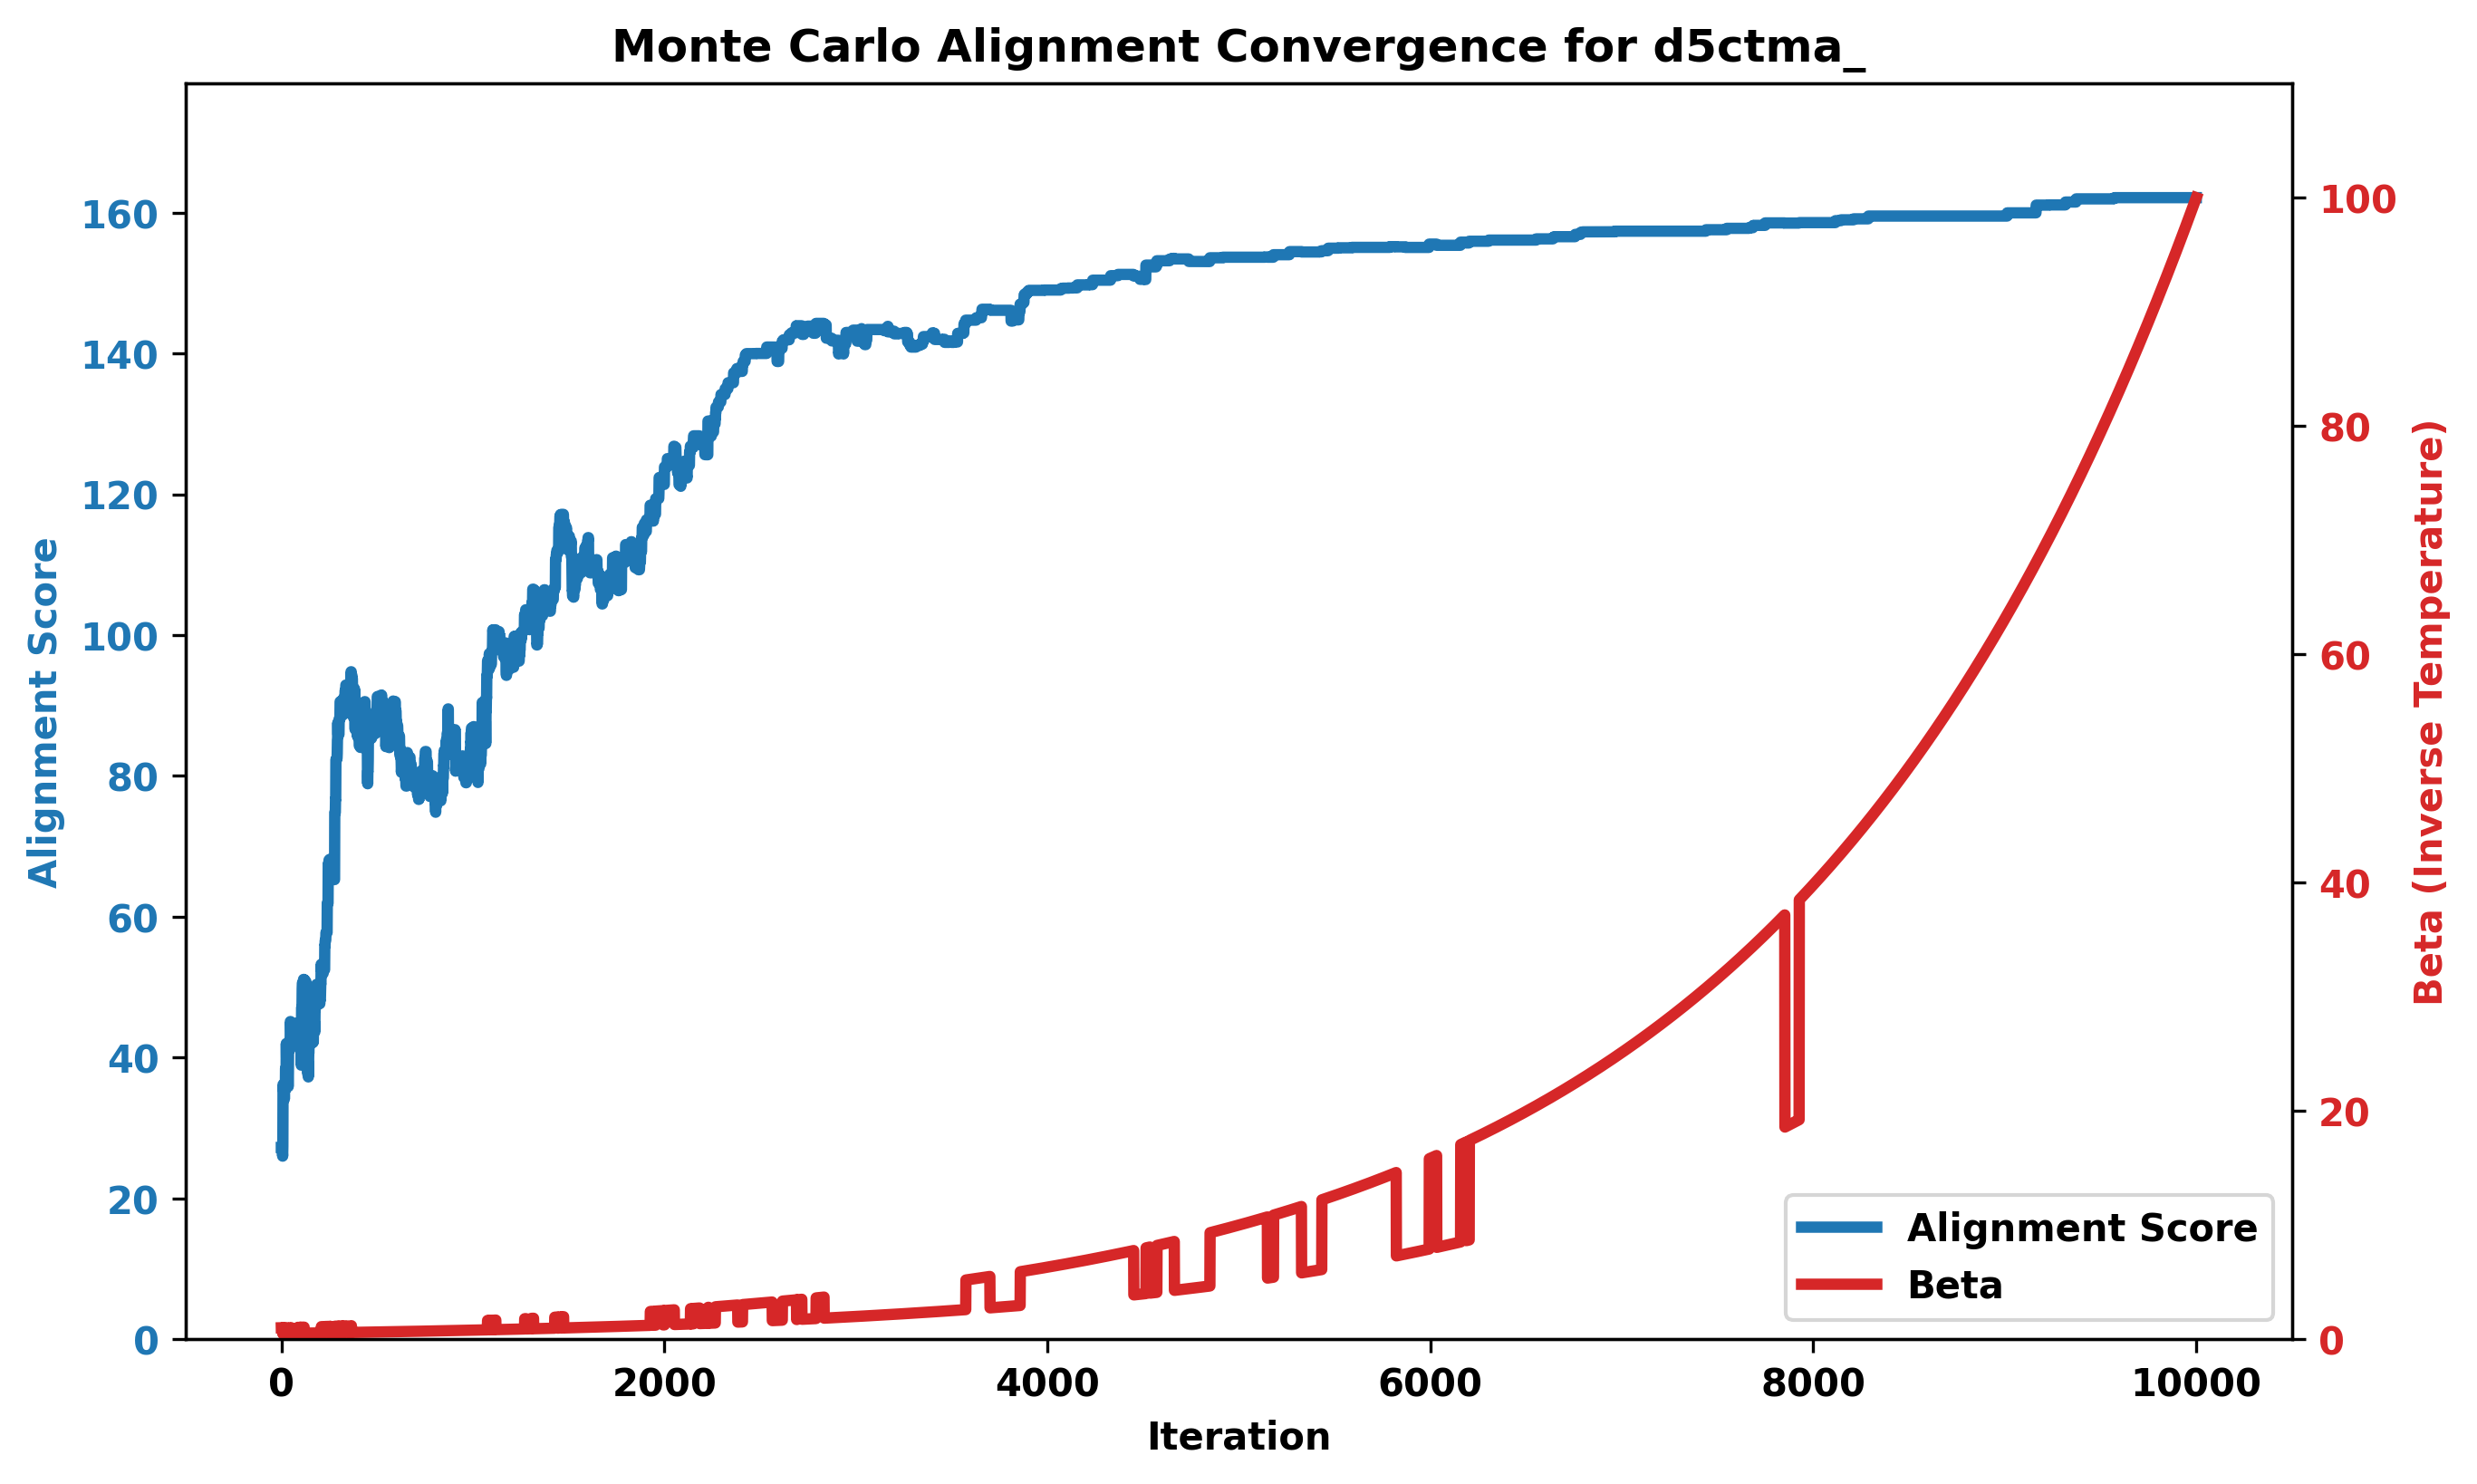 Monte Carlo Alignment Convergence for d5ctma_
Alignment Score
160
140
120
100
80
60
40
20
0
100
80
60
40
20
0
Beta (Inverse Temperature)
Alignment Score
Beta
0 2000 4000 6000 8000 10000
Iteration